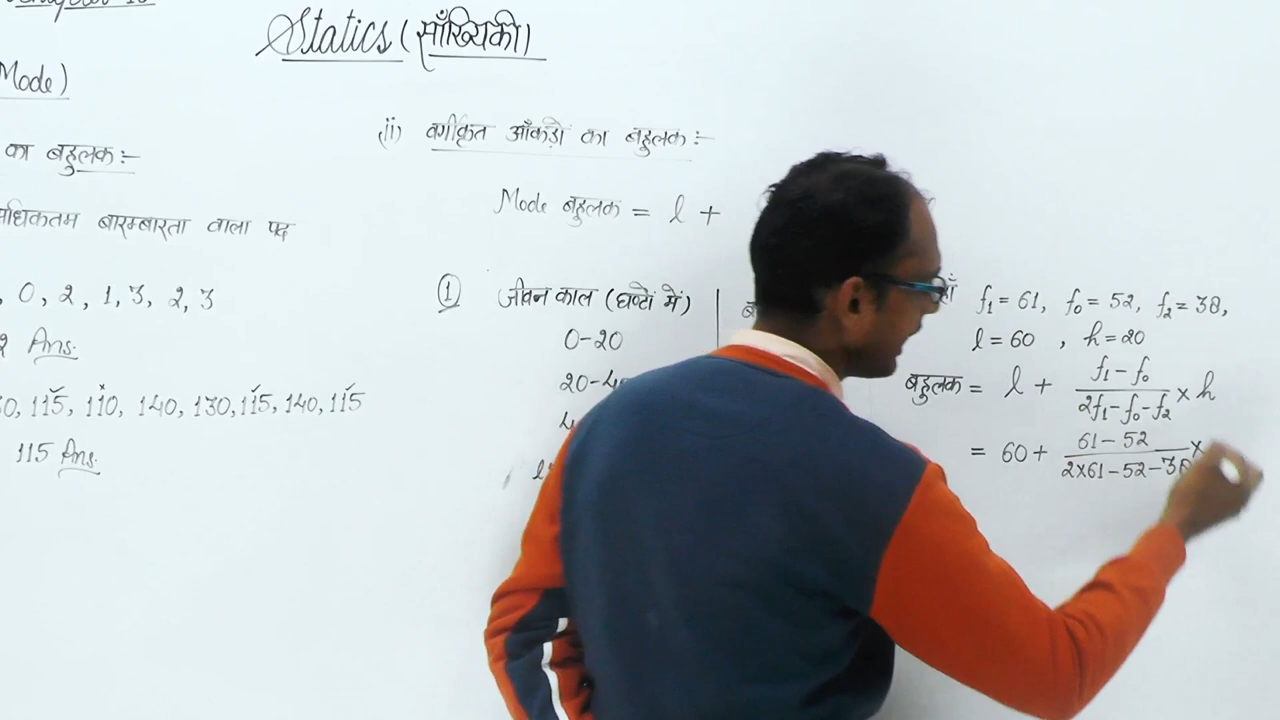 Statics (साँख्यिकी)
Mode)
का बहुलक :-
अधिकतम बारम्बारता वाला पद
, 0, 2, 1, 3, 2, 3
2 Ans.
0, 115, 110, 140, 130, 115, 140, 115
115 Ans.
(ii) वर्गीकृत आँकड़ों का बहुलक :-
Mode बहुलक = l +
① जीवन काल (घण्टों में)
0-20
20-40
f₁ = 61, f₀ = 52, f₂ = 38,
l = 60 , h = 20
बहुलक = l + f₁ - f₀ / 2f₁ - f₀ - f₂ × h
= 60 + 61 - 52 / 2×61 - 52 - 38 ×